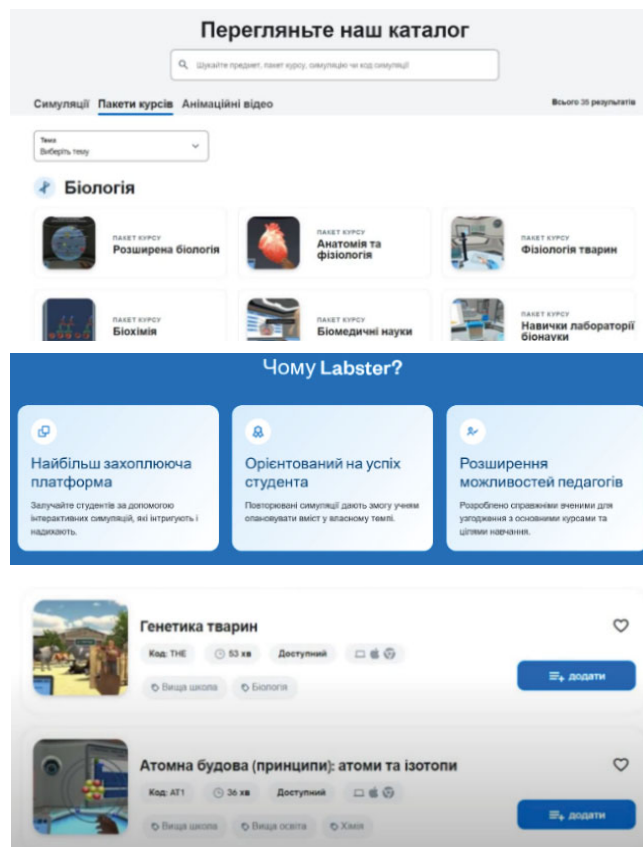 Перегляньте наш каталог
Шукайте предмет, пакет курсу, симуляцію чи код симуляції
Симуляції Пакети курсів Анімаційні відео
Всього 35 результатів
Тема
Виберіть тему
Біологія
ПАКЕТ КУРСУ
Розширена біологія
ПАКЕТ КУРСУ
Анатомія та
фізіологія
ПАКЕТ КУРСУ
Фізіологія тварин
ПАКЕТ КУРСУ
Біохімія
ПАКЕТ КУРСУ
Біомедичні науки
ПАКЕТ КУРСУ
Навички лабораторії
біонауки
Чому Labster?
Найбільш захоплююча
платформа
Залучайте студентів за допомогою
інтерактивних симуляцій, які інтригують і
надихають.
Орієнтований на успіх
студента
Повторювані симуляції дають змогу учням
опановувати вміст у власному темпі.
Розширення
можливостей педагогів
Розроблено справжніми вченими для
узгодження з основними курсами та
цілями навчання.
Генетика тварин
Код: THE 53 хв Доступний
Вища школа Біологія
додати
Атомна будова (принципи): атоми та ізотопи
Код: AT1 36 хв Доступний
Вища школа Вища освіта Хімія
додати